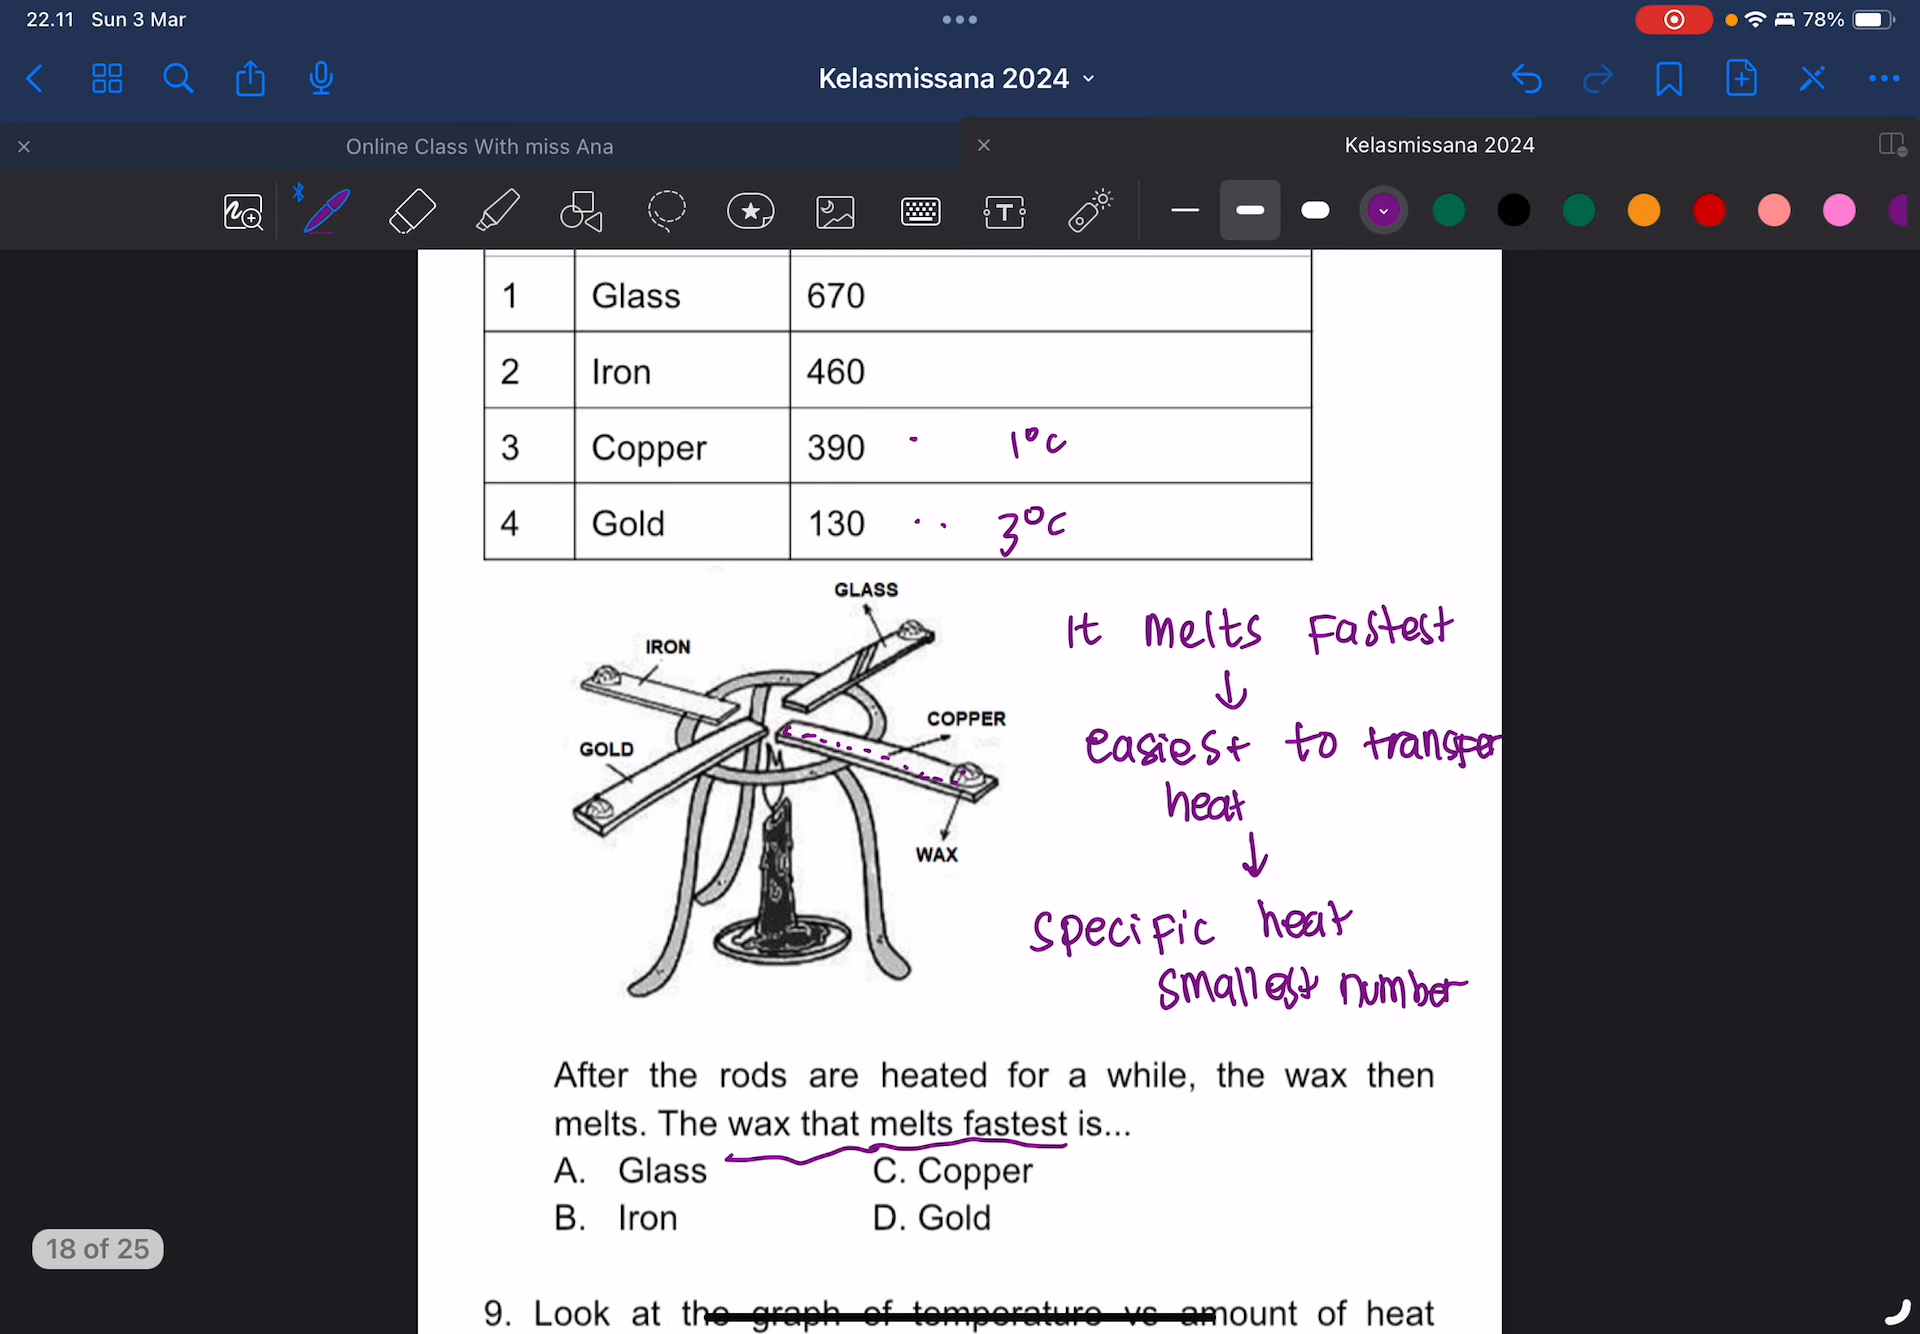 22.11 Sun 3 Mar
78%
Kelasmissana 2024
Online Class With miss Ana
Kelasmissana 2024
1 Glass 670
2 Iron 460
3 Copper 390 1°C
4 Gold 130 3°C
GLASS
IRON
COPPER
GOLD
WAX
It melts Fastest
↓
easiest to transfer
heat
↓
specific heat
smallest number
After the rods are heated for a while, the wax then
melts. The wax that melts fastest is...
A. Glass C. Copper
B. Iron D. Gold
18 of 25
9. Look at the graph of temperature vs amount of heat